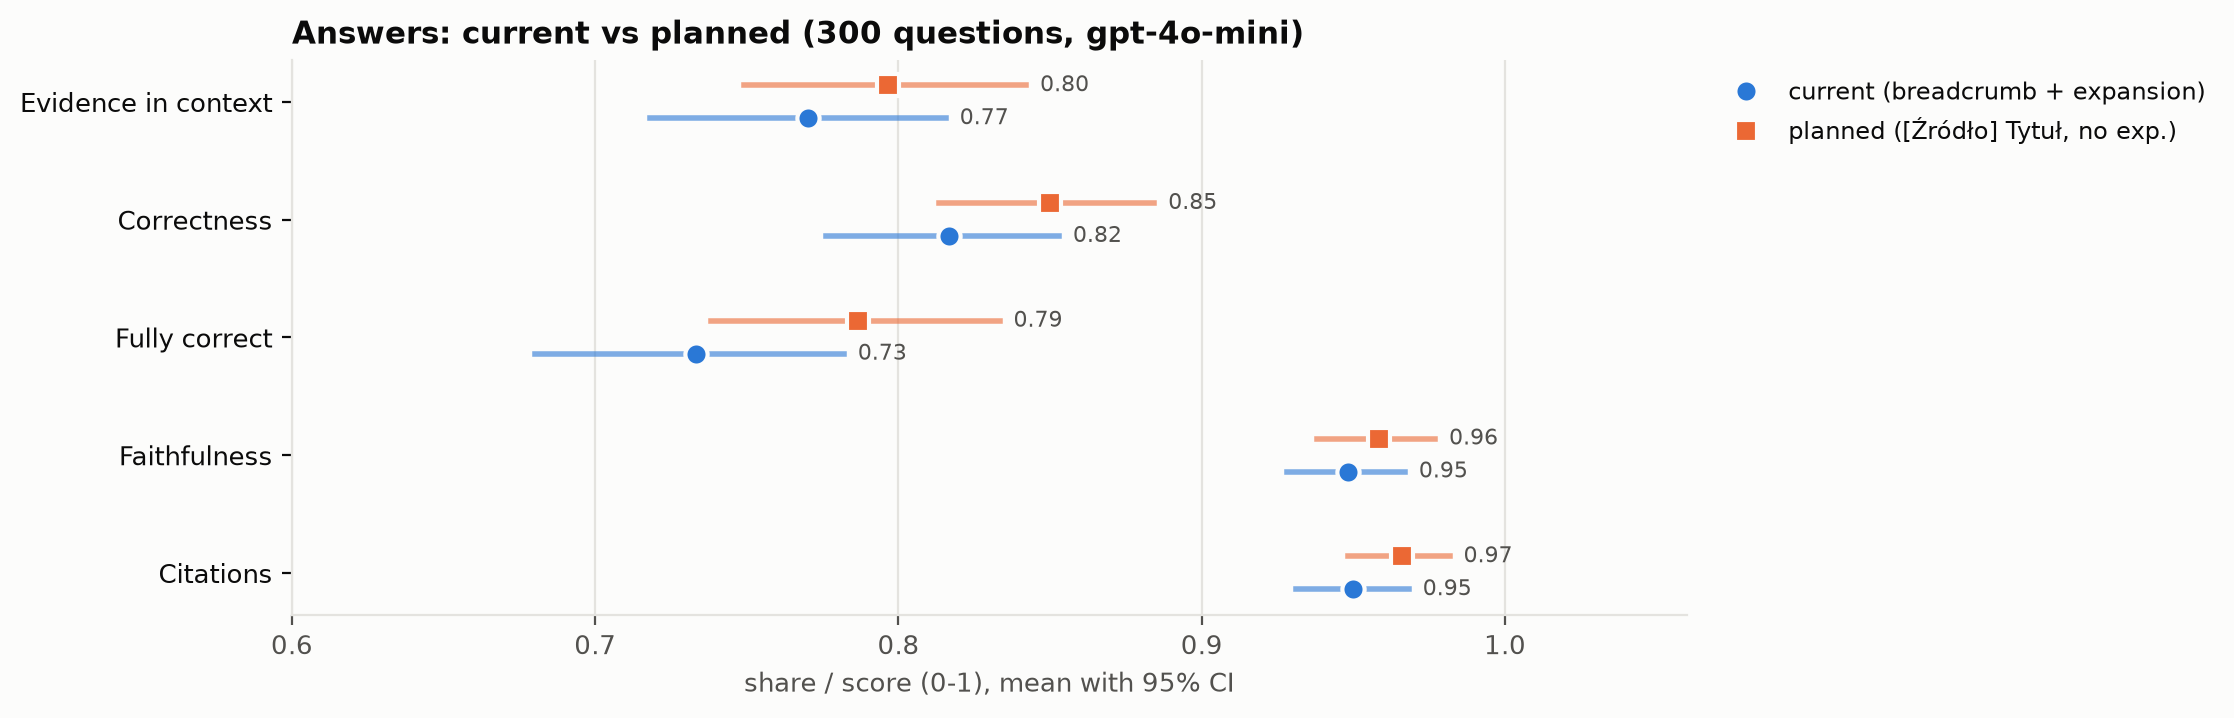 Answers: current vs planned (300 questions, gpt-4o-mini)
current (breadcrumb + expansion)
planned ([Źródło] Tytuł, no exp.)
Evidence in context
0.80
0.77
Correctness
0.85
0.82
Fully correct
0.79
0.73
Faithfulness
0.96
0.95
Citations
0.97
0.95
0.6 0.7 0.8 0.9 1.0
share / score (0-1), mean with 95% CI